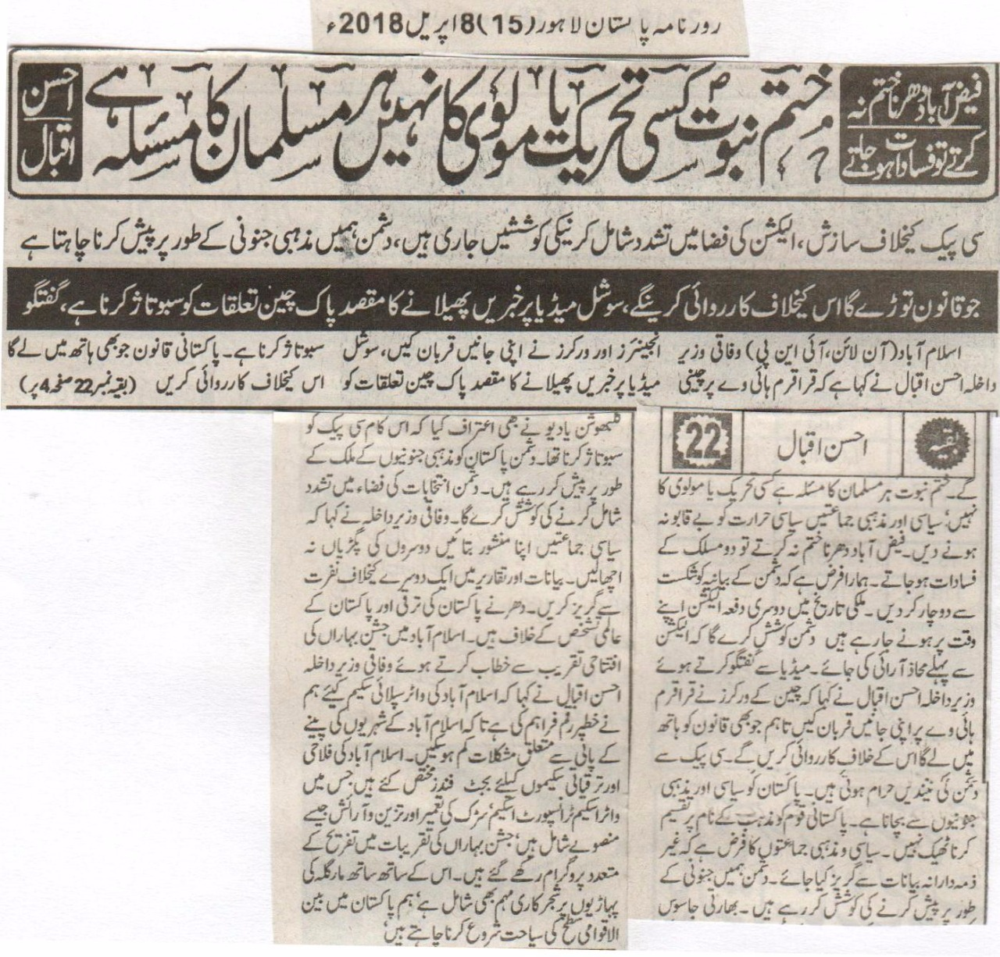 روزنامہ پاکستان لاہور (15) 8 اپریل 2018ء
فیض آباد دھرنا ختم نہ
کرتے تو فسادات ہو جاتے
ختم نبوت کسی تحریک یا مولوی کا نہیں ہر مسلمان کا مسئلہ ہے
احسن
اقبال
سی پیک کیخلاف سازش، الیکشن کی فضا میں تشدد شامل کرنیکی کوششیں جاری ہیں، دشمن ہمیں مذہبی جنونی کے طور پر پیش کرنا چاہتا ہے
جو قانون توڑے گا اس کیخلاف کارروائی کرینگے، سوشل میڈیا پر خبریں پھیلانے کا مقصد پاک چین تعلقات کو سبوتاژ کرنا ہے، گفتگو
اسلام آباد (آن لائن، آئی این پی) وفاقی وزیر
داخلہ احسن اقبال نے کہا ہے کہ قراقرم ہائی وے پر چینی
انجینئرز اور ورکرز نے اپنی جانیں قربان کیں، سوشل
میڈیا پر خبریں پھیلانے کا مقصد پاک چین تعلقات کو
سبوتاژ کرنا ہے۔ پاکستانی قانون جو بھی ہاتھ میں لے گا
اس کیخلاف کارروائی کریں (بقیہ نمبر 22 صفحہ 4 پر)
بقیہ
احسن اقبال
22
گے۔ ختم نبوت ہر مسلمان کا مسئلہ ہے کسی تحریک یا مولوی کا
نہیں، سیاسی اور مذہبی جماعتیں سیاسی حرارت کو بے قابو نہ
ہونے دیں۔ فیض آباد دھرنا ختم نہ کرتے تو دو مسلک کے
فسادات ہو جاتے۔ ہمارا فرض ہے کہ دشمن کے بیانیہ کو شکست
سے دوچار کر دیں۔ ملکی تاریخ میں دوسری دفعہ الیکشن اپنے
وقت پر ہونے جا رہے ہیں دشمن کوشش کرے گا کہ الیکشن
سے پہلے محاذ آرائی کی جائے۔ میڈیا سے گفتگو کرتے ہوئے
وزیر داخلہ احسن اقبال نے کہا کہ چین کے ورکرز نے قراقرم
ہائی وے پر اپنی جانیں قربان کیں تاہم جو بھی قانون کو ہاتھ
میں لے گا اس کے خلاف کارروائی کریں گے۔ سی پیک سے
دشمن کی نیندیں حرام ہوئی ہیں۔ پاکستان کو سیاسی اور مذہبی
جنونیوں سے بچانا ہے۔ پاکستانی قوم کو مذہب کے نام پر تقسیم
کرنا ٹھیک نہیں۔ سیاسی و مذہبی جماعتوں کا فرض ہے کہ غیر
ذمہ دارانہ بیانات سے گریز کیا جائے۔ دشمن ہمیں جنونی کے
طور پر پیش کرنے کی کوشش کر رہے ہیں۔ بھارتی جاسوس
کلبھوشن یادیو نے بھی اعتراف کیا کہ اس کام سی پیک کو
سبوتاژ کرنا تھا۔ دشمن پاکستان کو مذہبی جنونیوں کے ملک کے
طور پر پیش کر رہے ہیں۔ دشمن انتخابات کی فضاء میں تشدد
شامل کرنے کی کوشش کرے گا۔ وفاقی وزیر داخلہ نے کہا کہ
سیاسی جماعتیں اپنا منشور بتائیں دوسروں کی پگڑیاں نہ
اچھالیں۔ بیانات اور تقاریر میں ایک دوسرے کیخلاف نفرت
سے گریز کریں۔ دھرنے پاکستان کی ترقی اور پاکستان کے
عالمی تشخص کے خلاف ہیں۔ اسلام آباد میں جشن بہاراں کی
افتتاحی تقریب سے خطاب کرتے ہوئے وفاقی وزیر داخلہ
احسن اقبال نے کہا کہ اسلام آباد کی واٹر سپلائی سکیم کیلئے ہم
نے خطیر رقم فراہم کی ہے تاکہ اسلام آباد کے شہریوں کی پینے
کے پانی سے متعلق مشکلات کم ہو سکیں۔ اسلام آباد کی فلاحی
اور ترقیاتی سکیموں کیلئے بجٹ فنڈز مختص کئے ہیں جس میں
واٹر اسکیم ٹرانسپورٹ اسکیم سڑک کی تعمیر اور تزین و آرائش جیسے
منصوبے شامل ہیں، جشن بہاراں کی تقریبات میں تفریح کے
متعدد پروگرام رکھے گئے ہیں۔ اس کے ساتھ ساتھ مارگلہ کی
پہاڑیوں پر شجرکاری مہم بھی شامل ہے، ہم پاکستان میں بین
الاقوامی سطح کی سیاحت شروع کرنا چاہتے ہیں